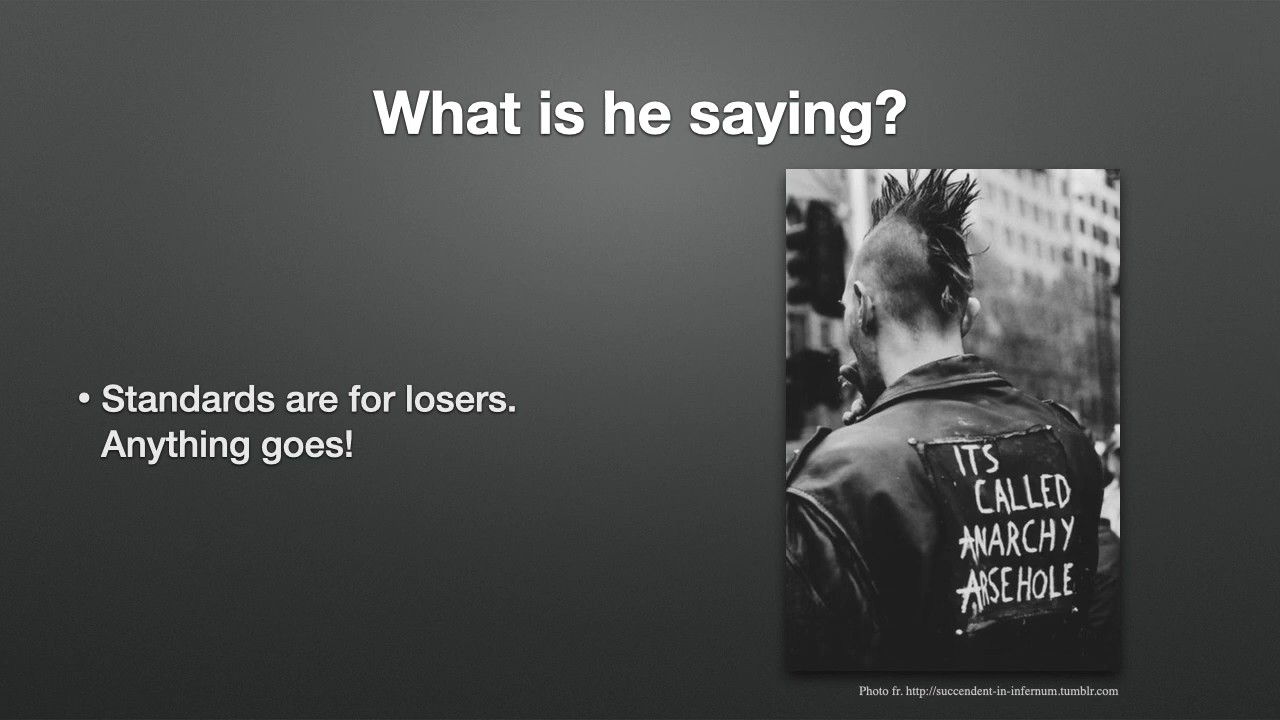 What is he saying?
• Standards are for losers.
Anything goes!
ITS
CALLED
ANARCHY
ARSEHOLE
Photo fr. http://succendent-in-infernum.tumblr.com